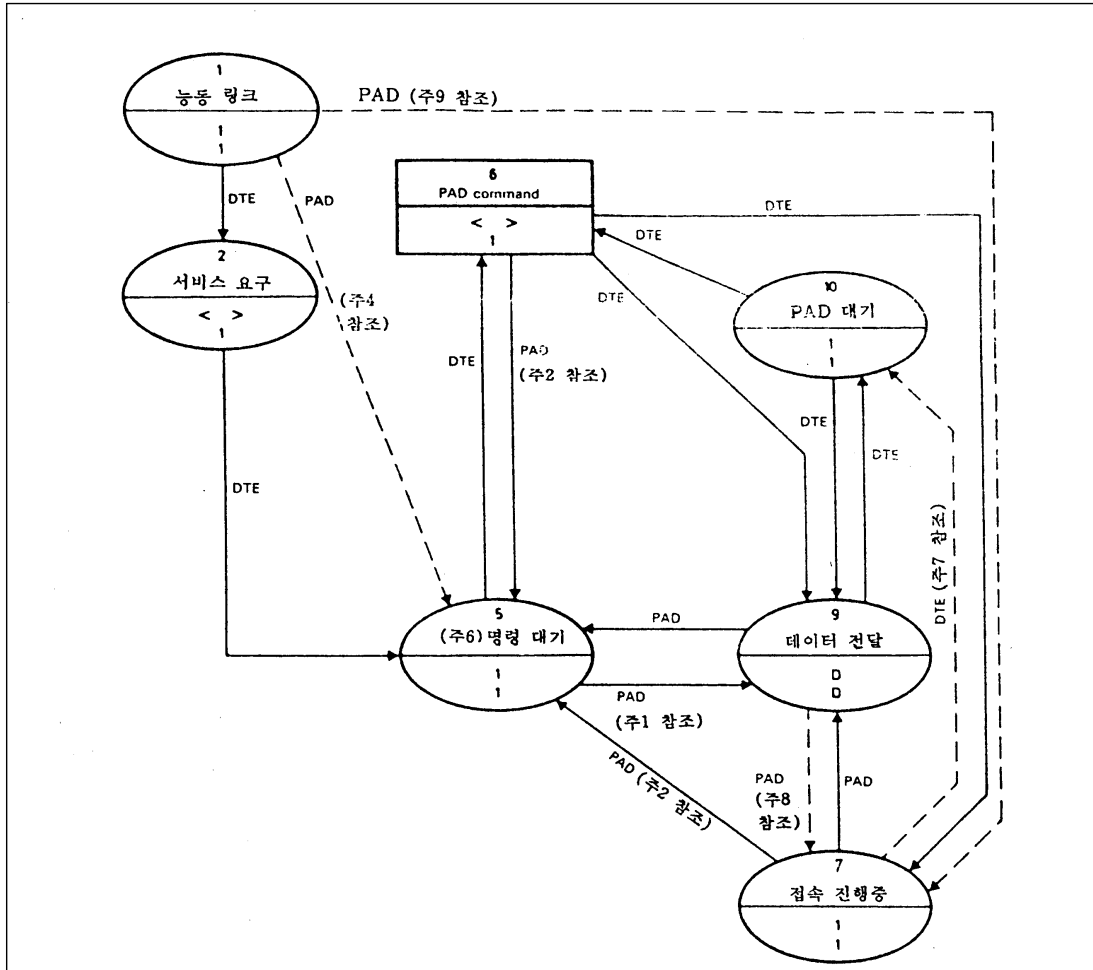 1
능동 링크
1
1
PAD (주9 참조)
DTE
PAD
2
서비스 요구
< >
1
(주4
참조)
DTE
6
PAD command
< >
1
DTE
DTE
DTE
DTE
PAD
(주2 참조)
10
PAD 대기
1
1
DTE
DTE
DTE (주7 참조)
5
(주6)명령 대기
1
1
PAD
PAD
(주1 참조)
9
데이터 전달
D
D
PAD (주2 참조)
PAD
(주8
참조)
PAD
7
접속 진행중
1
1